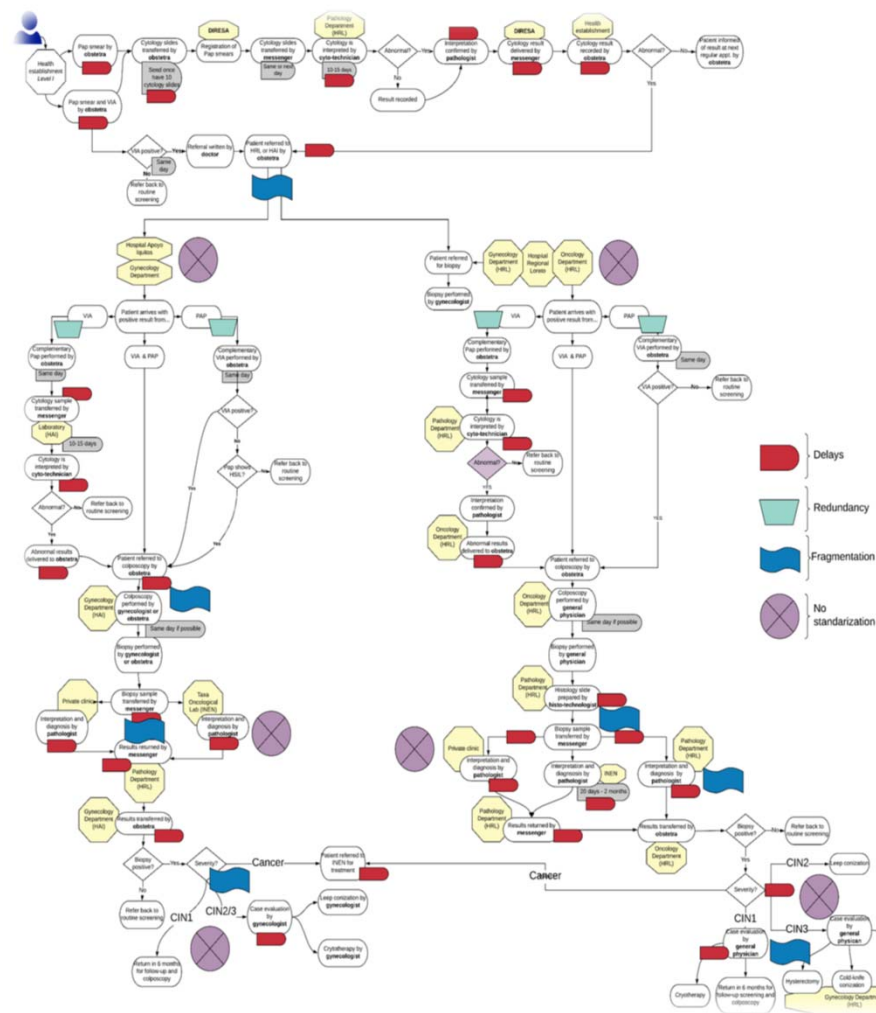 Health
establishment
Level I
Pap smear by
obstetra
Pap smear and VIA
by obstetra
Cytology slides
transferred by
obstetra
Send once
have 10
cytology slides
DIRESA
Registration of
Pap smears
Cytology slides
transferred by
messenger
Same or next
day
Pathology
Department
(HRL)
Cytology is
interpreted by
cyto-technician
10-15 days
Abnormal?
Yes
No
Result recorded
Interpretation
confirmed by
pathologist
DIRESA
Cytology result
delivered by
messenger
Health
establishment
Cytology result
recorded by
obstetra
Abnormal?
No
Yes
Patient informed
of result at next
regular appt. by
obstetra
VIA positive?
Same
day
Yes
No
Refer back to
routine
screening
Referral written by
doctor
Patient referred to
HRL or HAI by
obstetra
Hospital Apoyo
Iquitos
Gynecology
Department
Patient arrives with
positive result from...
VIA
PAP
VIA & PAP
Complementary
Pap performed by
obstetra
Same day
Cytology sample
transferred by
messenger
Laboratory
(HAI)
10-15 days
Cytology is
interpreted by
cyto-technician
Abnormal?
No
Refer back to
routine screening
Yes
Abnormal results
delivered to obstetra
Complementary
VIA performed by
obstetra
Same day
VIA positive?
No
Yes
Pap shows
HSIL?
No
Refer back to
routine
screening
Yes
Patient referred to
colposcopy by
obstetra
Gynecology
Department
(HAI)
Colposcopy
performed by
gynecologist or
obstetra
Same day if possible
Biopsy performed
by gynecologist
or obstetra
Biopsy sample
transferred by
messenger
Private clinic
Interpretation and
diagnosis by
pathologist
Taxa
Oncological
Lab (INEN)
Interpretation and
diagnosis by
pathologist
Results returned by
messenger
Pathology
Department
(HRL)
Gynecology
Department
(HAI)
Results transferred by
obstetra
Biopsy
positive?
Yes
No
Refer back to
routine screening
Severity?
Cancer
Patient referred to
INEN for
treatment
CIN1
CIN2/3
Return in 6 months
for follow-up and
colposcopy
Case evaluation
by
gynecologist
Leep conization by
gynecologist
Cryotherapy by
gynecologist
Patient referred
for biopsy
Biopsy performed
by gynecologist
Gynecology
Department
(HRL)
Hospital
Regional
Loreto
Oncology
Department
(HRL)
Patient arrives with
positive result from...
VIA
PAP
VIA & PAP
Complementary
Pap performed by
obstetra
Cytology sample
transferred by
messenger
Pathology
Department
(HRL)
Cytology is
interpreted by
cyto-technician
Abnormal?
No
Refer back to
routine
screening
YES
Interpretation
confirmed by
pathologist
Oncology
Department
(HRL)
Abnormal results
delivered to obstetra
Complementary
VIA performed by
obstetra
Same day
VIA positive?
No
Refer back to
routine
screening
YES
Patient referred to
colposcopy by
obstetra
Oncology
Department
(HRL)
Colposcopy
performed by
general
physician
Same day if possible
Biopsy performed
by general
physician
Pathology
Department
(HRL)
Histology slide
prepared by
histo-technologist
Biopsy sample
transferred by
messenger
Private clinic
Interpretation and
diagnosis by
pathologist
Interpretation and
diagnosis by
pathologist
INEN
20 days - 2 months
Pathology
Department
(HRL)
Interpretation and
diagnosis by
pathologist
Pathology
Department
(HRL)
Results returned by
messenger
Results transferred by
obstetra
Oncology
Department
(HRL)
Biopsy
positive?
No
Refer back to
routine screening
Yes
Severity?
Cancer
CIN2
Leep conization
CIN1
CIN3
Case evaluation
by
general
physician
Cryotherapy
Return in 6 months for
follow-up screening and
colposcopy
Case evaluation
by
general
physician
Hysterectomy
Cold-knife
conization
Gynecology Departm
(HRL)
Delays
Redundancy
Fragmentation
No
standarization